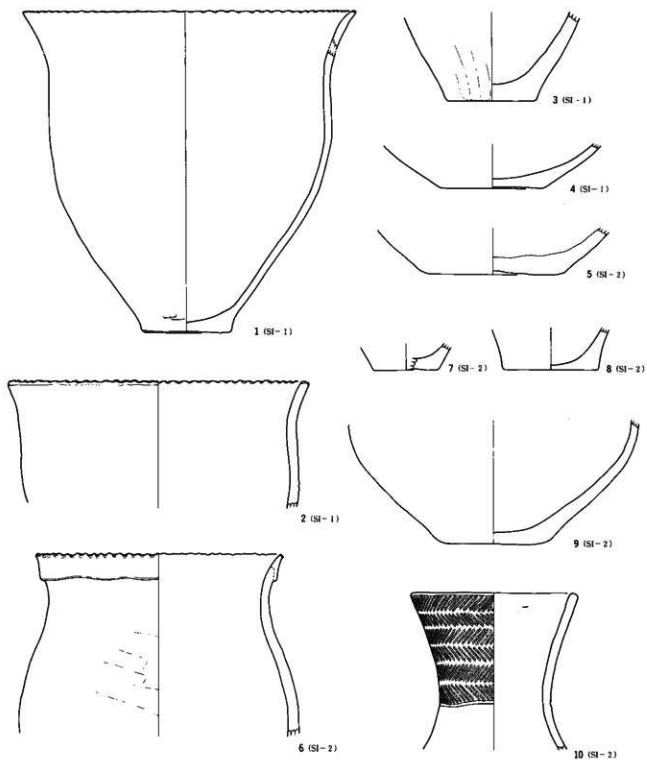 1 (SI-1)
2 (SI-1)
3 (SI-1)
4 (SI-1)
5 (SI-2)
6 (SI-2)
7 (SI-2)
8 (SI-2)
9 (SI-2)
10 (SI-2)